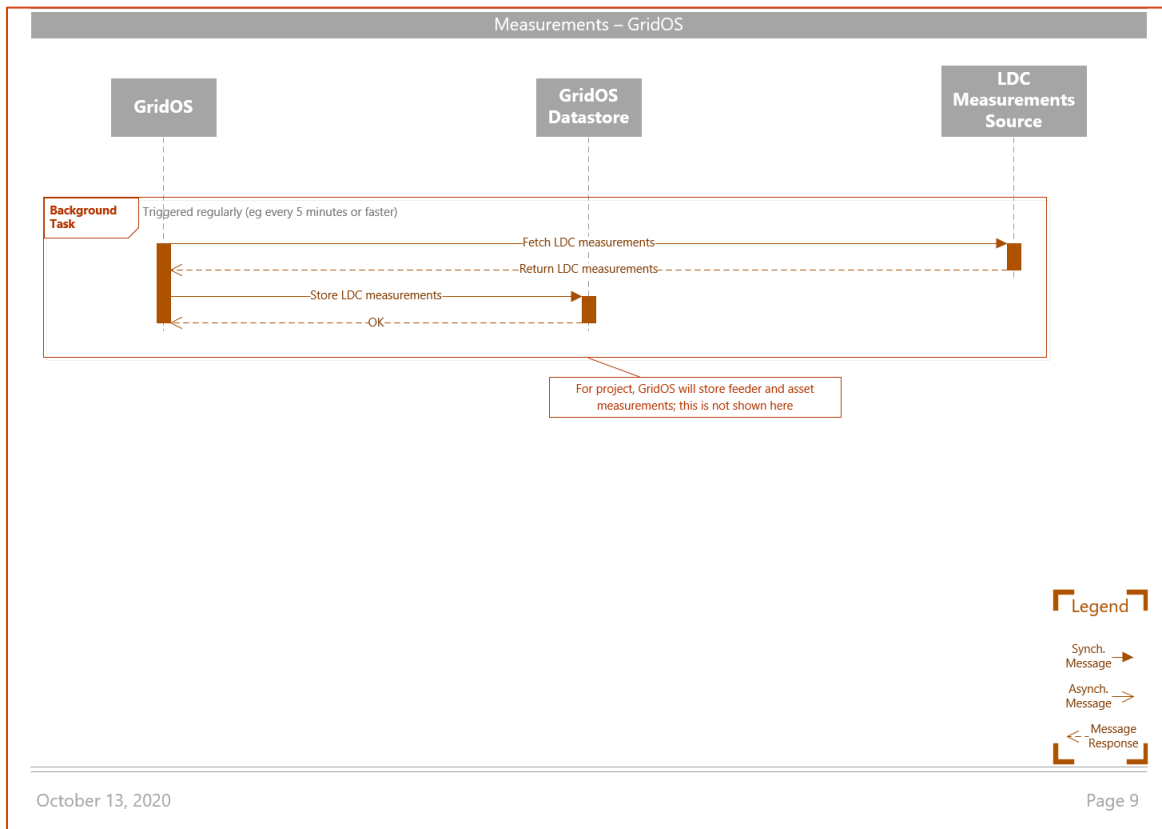 Measurements – GridOS
GridOS
GridOS
Datastore
LDC
Measurements
Source
Background
Task
Triggered regularly (eg every 5 minutes or faster)
Fetch LDC measurements
Return LDC measurements
Store LDC measurements
OK
For project, GridOS will store feeder and asset
measurements; this is not shown here
Legend
Synch.
Message
Asynch.
Message
Message
Response
October 13, 2020
Page 9